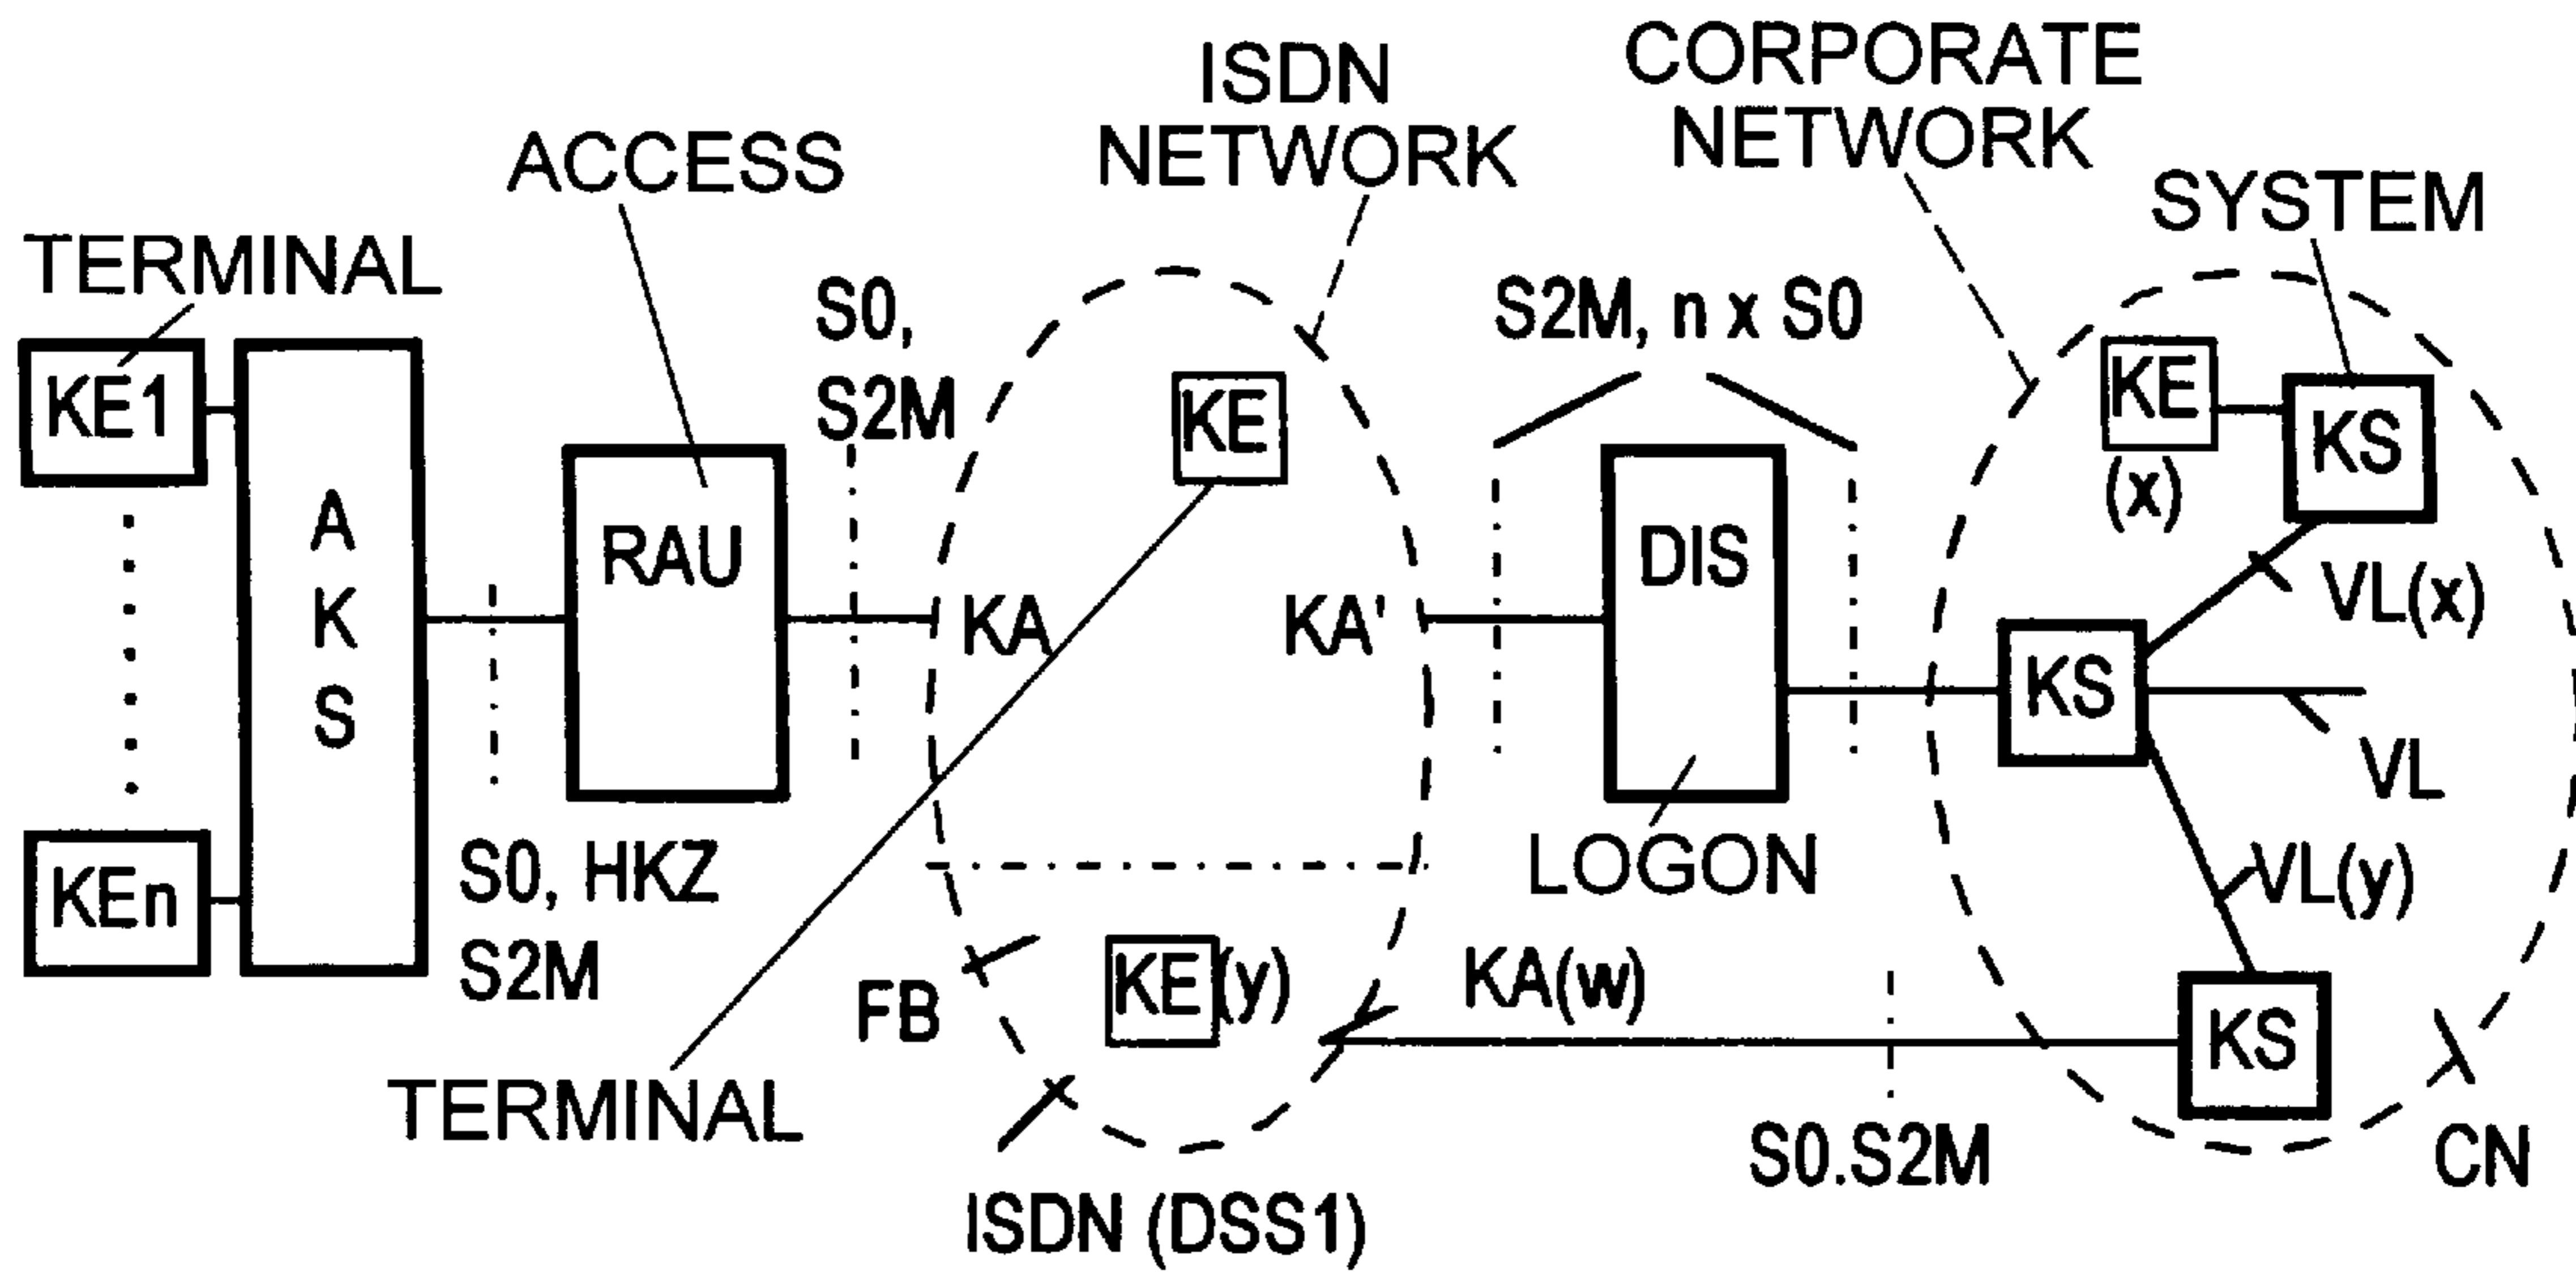 ISDN
NETWORK
CORPORATE
NETWORK
ACCESS
SYSTEM
TERMINAL
S0,
S2M
S2M, n x S0
KE1
KE
KE
(x)
KS
A
K
S
RAU
DIS
VL(x)
KA
KA'
KS
VL
KEn
S0, HKZ
S2M
LOGON
VL(y)
FB
KE(y)
KA(w)
KS
TERMINAL
S0.S2M
CN
ISDN (DSS1)